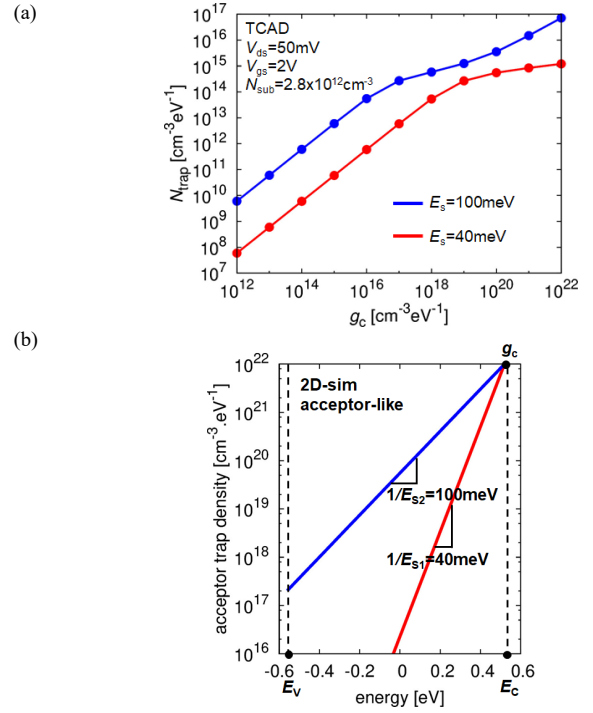 (a)
TCAD
V_ds=50mV
V_gs=2V
N_sub=2.8x10^12cm^-3
N_trap [cm^-3eV^-1]
10^17
10^16
10^15
10^14
10^13
10^12
10^11
10^10
10^9
10^8
10^7
E_s=100meV
E_s=40meV
10^12 10^14 10^16 10^18 10^20 10^22
g_c [cm^-3eV^-1]
(b)
g_c
2D-sim
acceptor-like
acceptor trap density [cm^-3.eV^-1]
10^22
10^21
10^20
10^19
10^18
10^17
10^16
1/E_S2=100meV
1/E_S1=40meV
-0.6 -0.4 -0.2 0 0.2 0.4 0.6
E_V E_C
energy [eV]